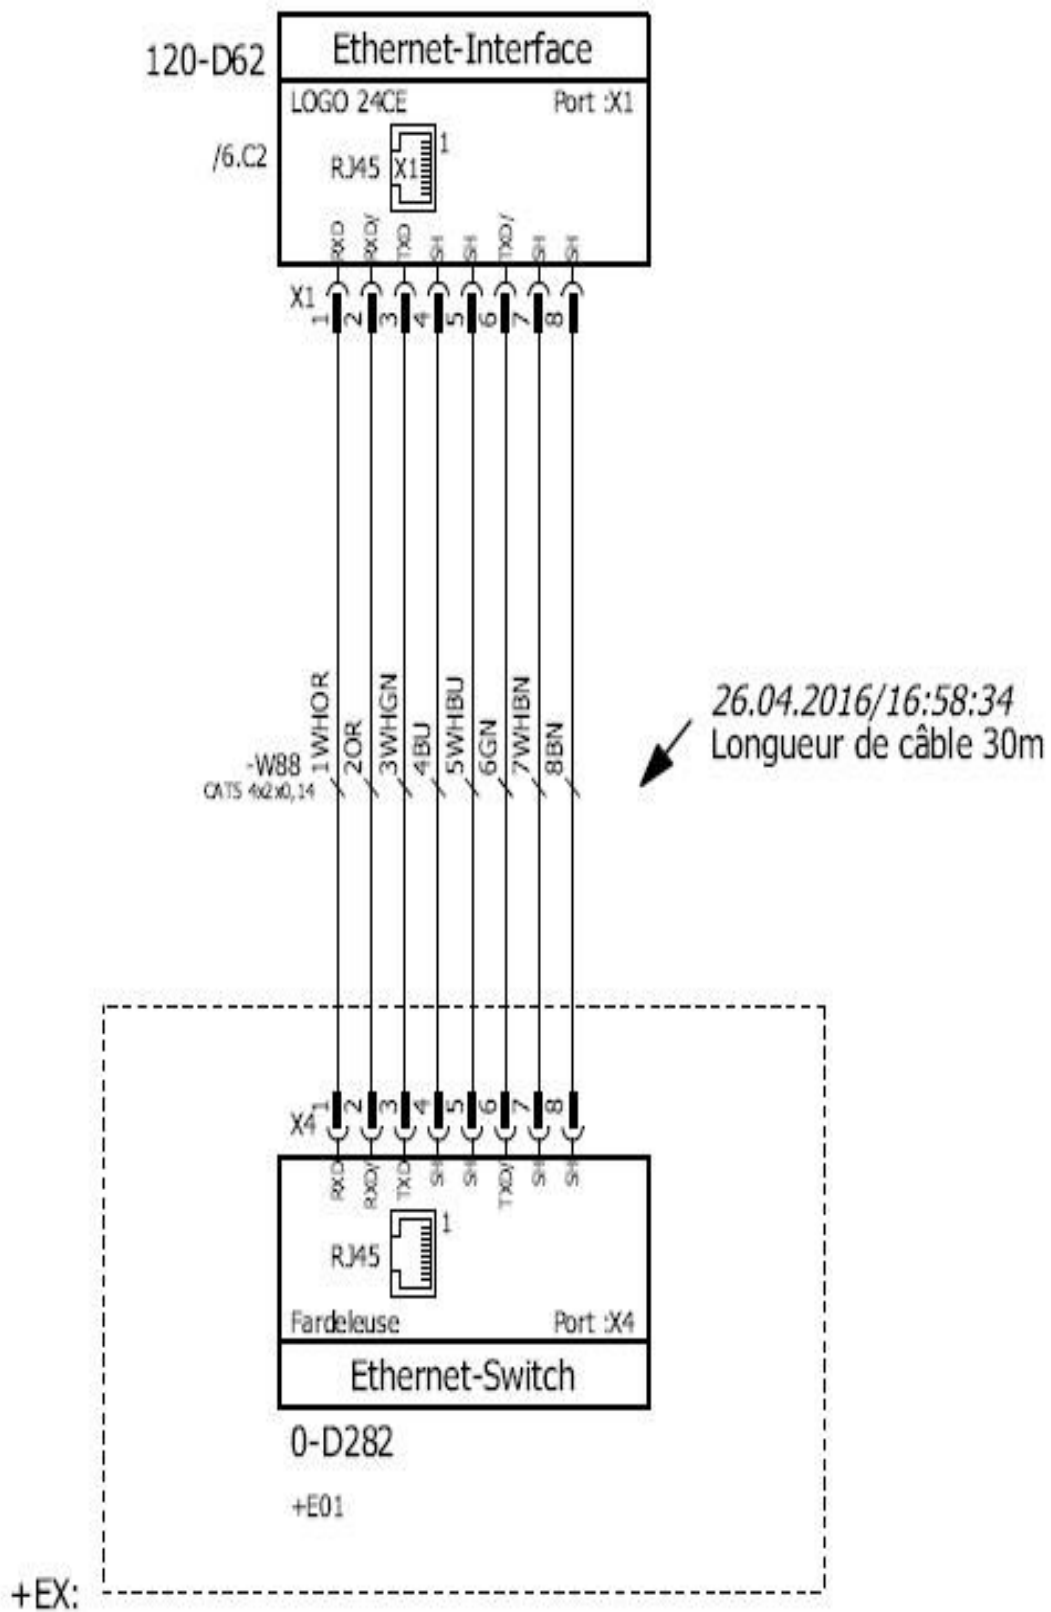 Ethernet-Interface
120-D62
LOGO 24CE Port :X1
/6.C2
RJ45 X1 1
RXD RXD/ TXD SH SH TXD/ SH SH
X1 1 2 3 4 5 6 7 8
1WHOR 2OR 3WHGN 4BU 5WHBU 6GN 7WHBN 8BN
-W88
CAT5 4x2x0,14
26.04.2016/16:58:34
Longueur de câble 30m
X4 1 2 3 4 5 6 7 8
RXD RXD/ TXD SH SH TXD/ SH SH
RJ45 1
Fardeleuse Port :X4
Ethernet-Switch
0-D282
+E01
+EX: